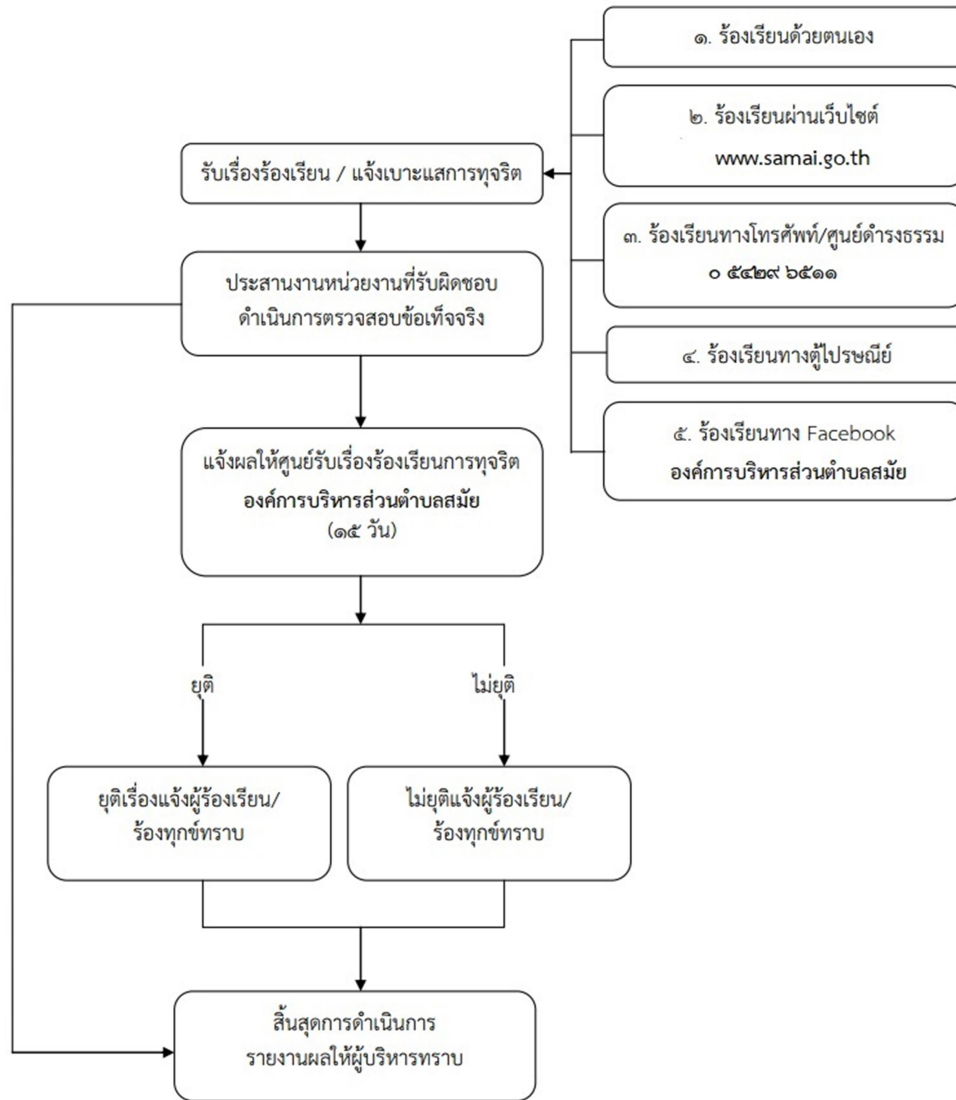 ๑. ร้องเรียนด้วยตนเอง
๒. ร้องเรียนผ่านเว็บไซต์
www.samai.go.th
รับเรื่องร้องเรียน / แจ้งเบาะแสการทุจริต
๓. ร้องเรียนทางโทรศัพท์/ศูนย์ดำรงธรรม
๐ ๕๔๒๙ ๖๕๑๑
ประสานงานหน่วยงานที่รับผิดชอบ
ดำเนินการตรวจสอบข้อเท็จจริง
๔. ร้องเรียนทางตู้ไปรษณีย์
๕. ร้องเรียนทาง Facebook
องค์การบริหารส่วนตำบลสมัย
แจ้งผลให้ศูนย์รับเรื่องร้องเรียนการทุจริต
องค์การบริหารส่วนตำบลสมัย
(๑๕ วัน)
ยุติ
ไม่ยุติ
ยุติเรื่องแจ้งผู้ร้องเรียน/
ร้องทุกข์ทราบ
ไม่ยุติแจ้งผู้ร้องเรียน/
ร้องทุกข์ทราบ
สิ้นสุดการดำเนินการ
รายงานผลให้ผู้บริหารทราบ